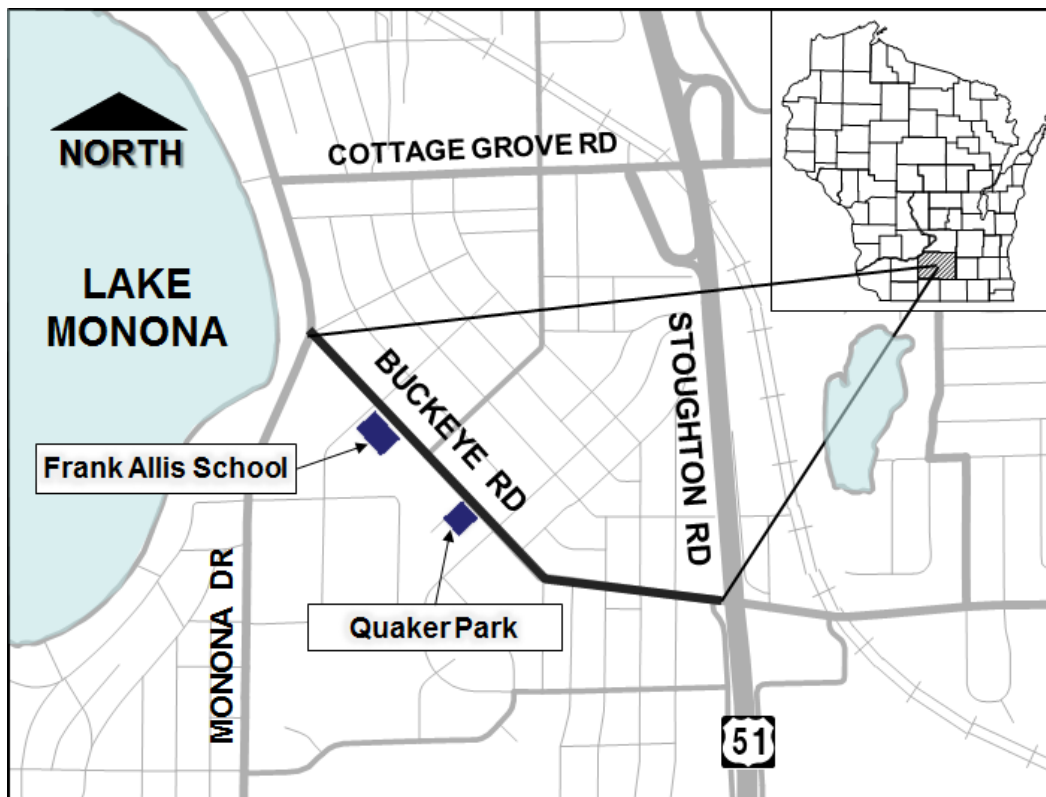 NORTH
COTTAGE GROVE RD
LAKE
MONONA
BUCKEYE RD
STOUGHTON RD
Frank Allis School
Quaker Park
MONONA DR
51